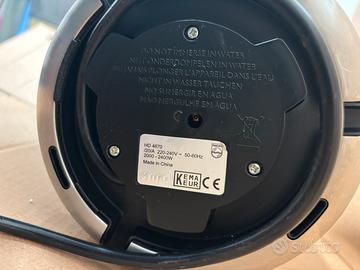 DO NOT IMMERSE IN WATER
NIET ONDERDOMPELEN IN WATER
NE PAS PLONGER L'APPAREIL DANS L'EAU
NICHT IN WASSER TAUCHEN
NO SUMERGIR EN AGUA
NÃO MERGULHE EM ÁGUA
PHILIPS
HD 4670
/20/A 220-240V~ 50-60Hz
2000 - 2400W
Made in China
KEMA
KEUR
CE
subito